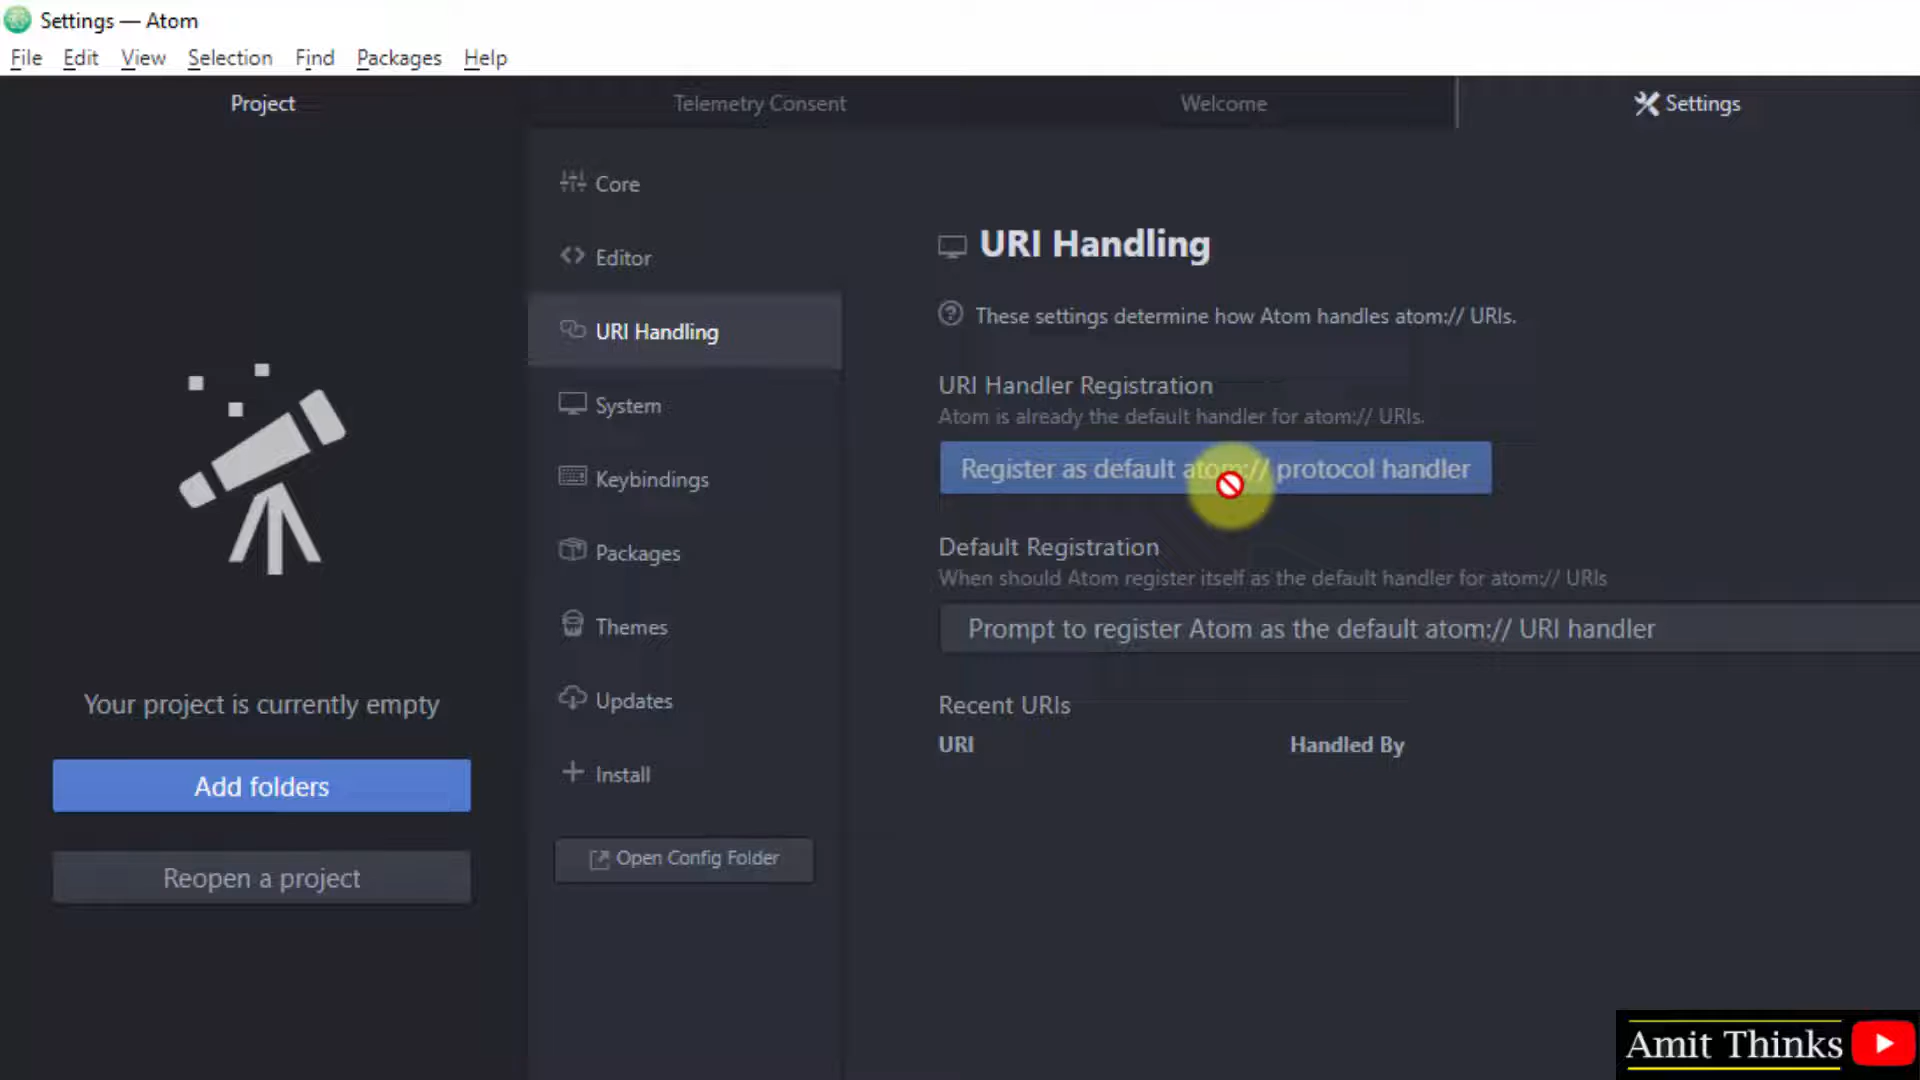 Settings — Atom
File Edit View Selection Find Packages Help
Project
Telemetry Consent
Welcome
Settings
Core
Editor
URI Handling
System
Keybindings
Packages
Themes
Updates
Install
Open Config Folder
URI Handling
These settings determine how Atom handles atom:// URIs.
URI Handler Registration
Atom is already the default handler for atom:// URIs.
Register as default atom:// protocol handler
Default Registration
When should Atom register itself as the default handler for atom:// URIs
Prompt to register Atom as the default atom:// URI handler
Recent URIs
URI Handled By
Your project is currently empty
Add folders
Reopen a project
Amit Thinks